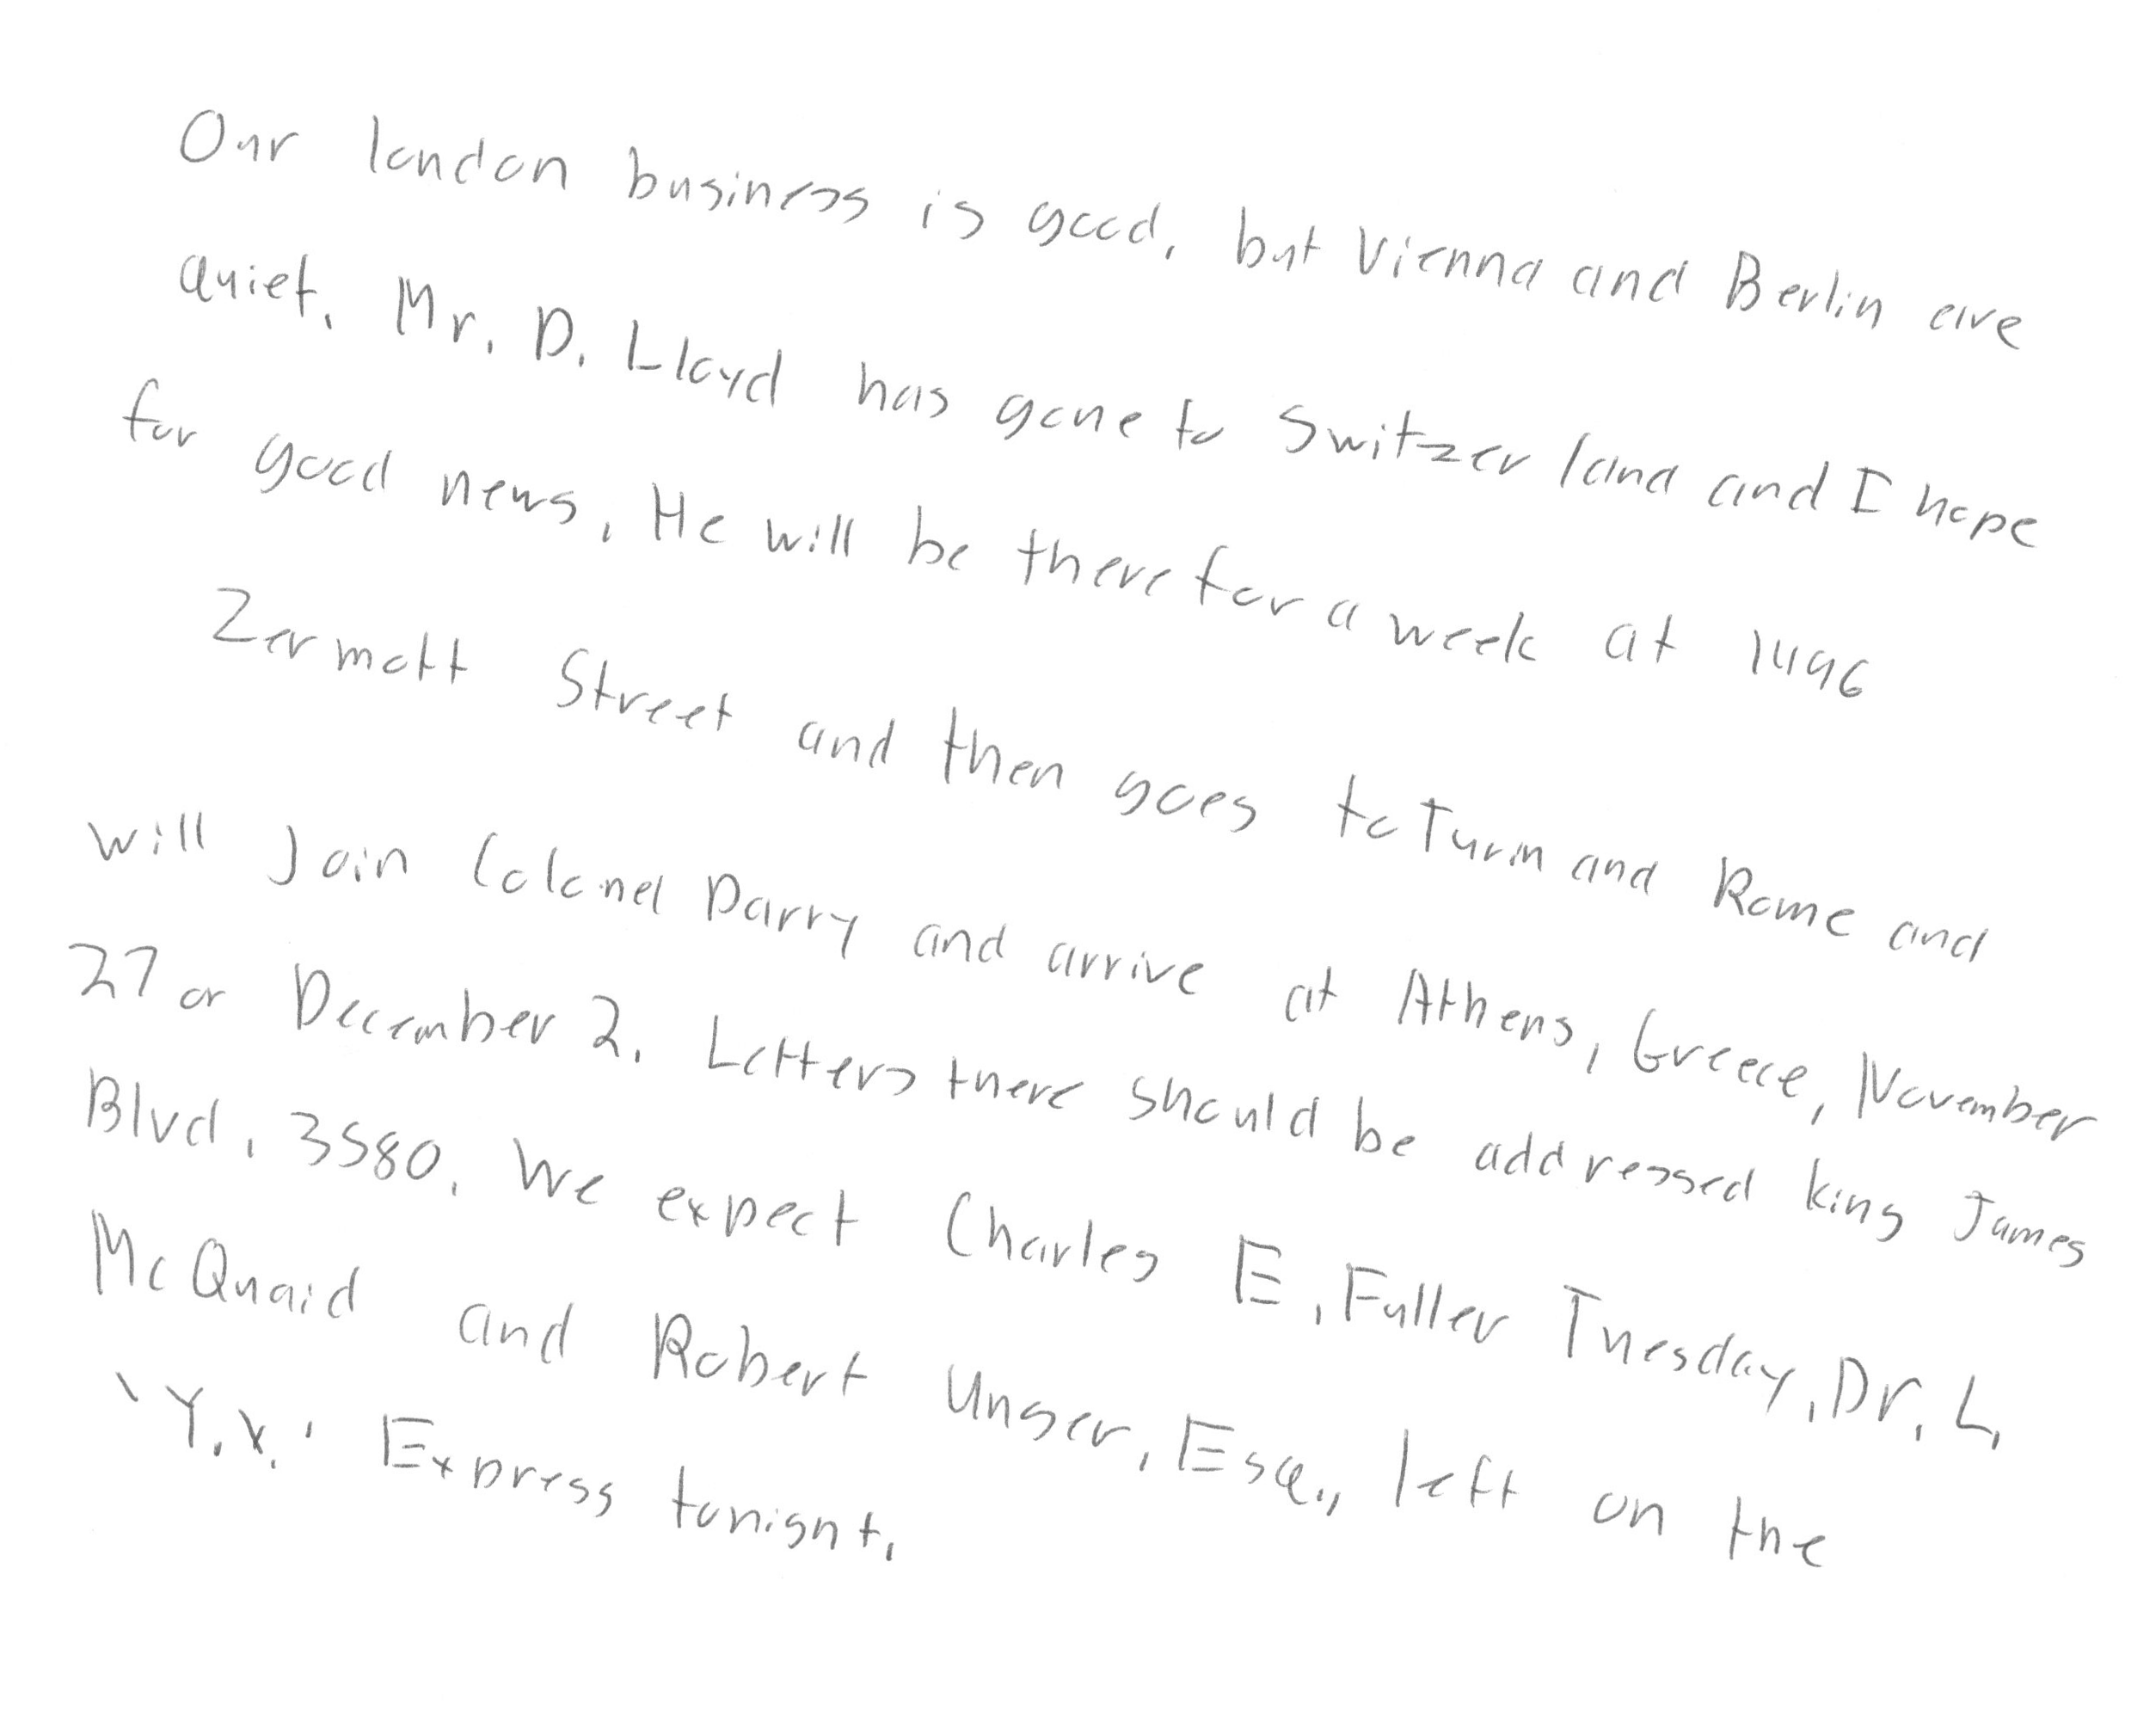 Our london business is good, but Vienna and Berlin are
quiet. Mr. D. Lloyd has gone to Switzerland and I hope
for good news. He will be there for a week at 1496
Zermott Street and then goes to Turin and Rome and
will Join Colonel Parry and arrive at Athens, Greece, November
27 or December 2. Letters there should be addressed king James
Blvd. 3580. We expect Charles E. Fuller Tuesday. Dr. L.
McQuaid and Robert Unger, Esq., left on the
'Y.X.' Express tonight.